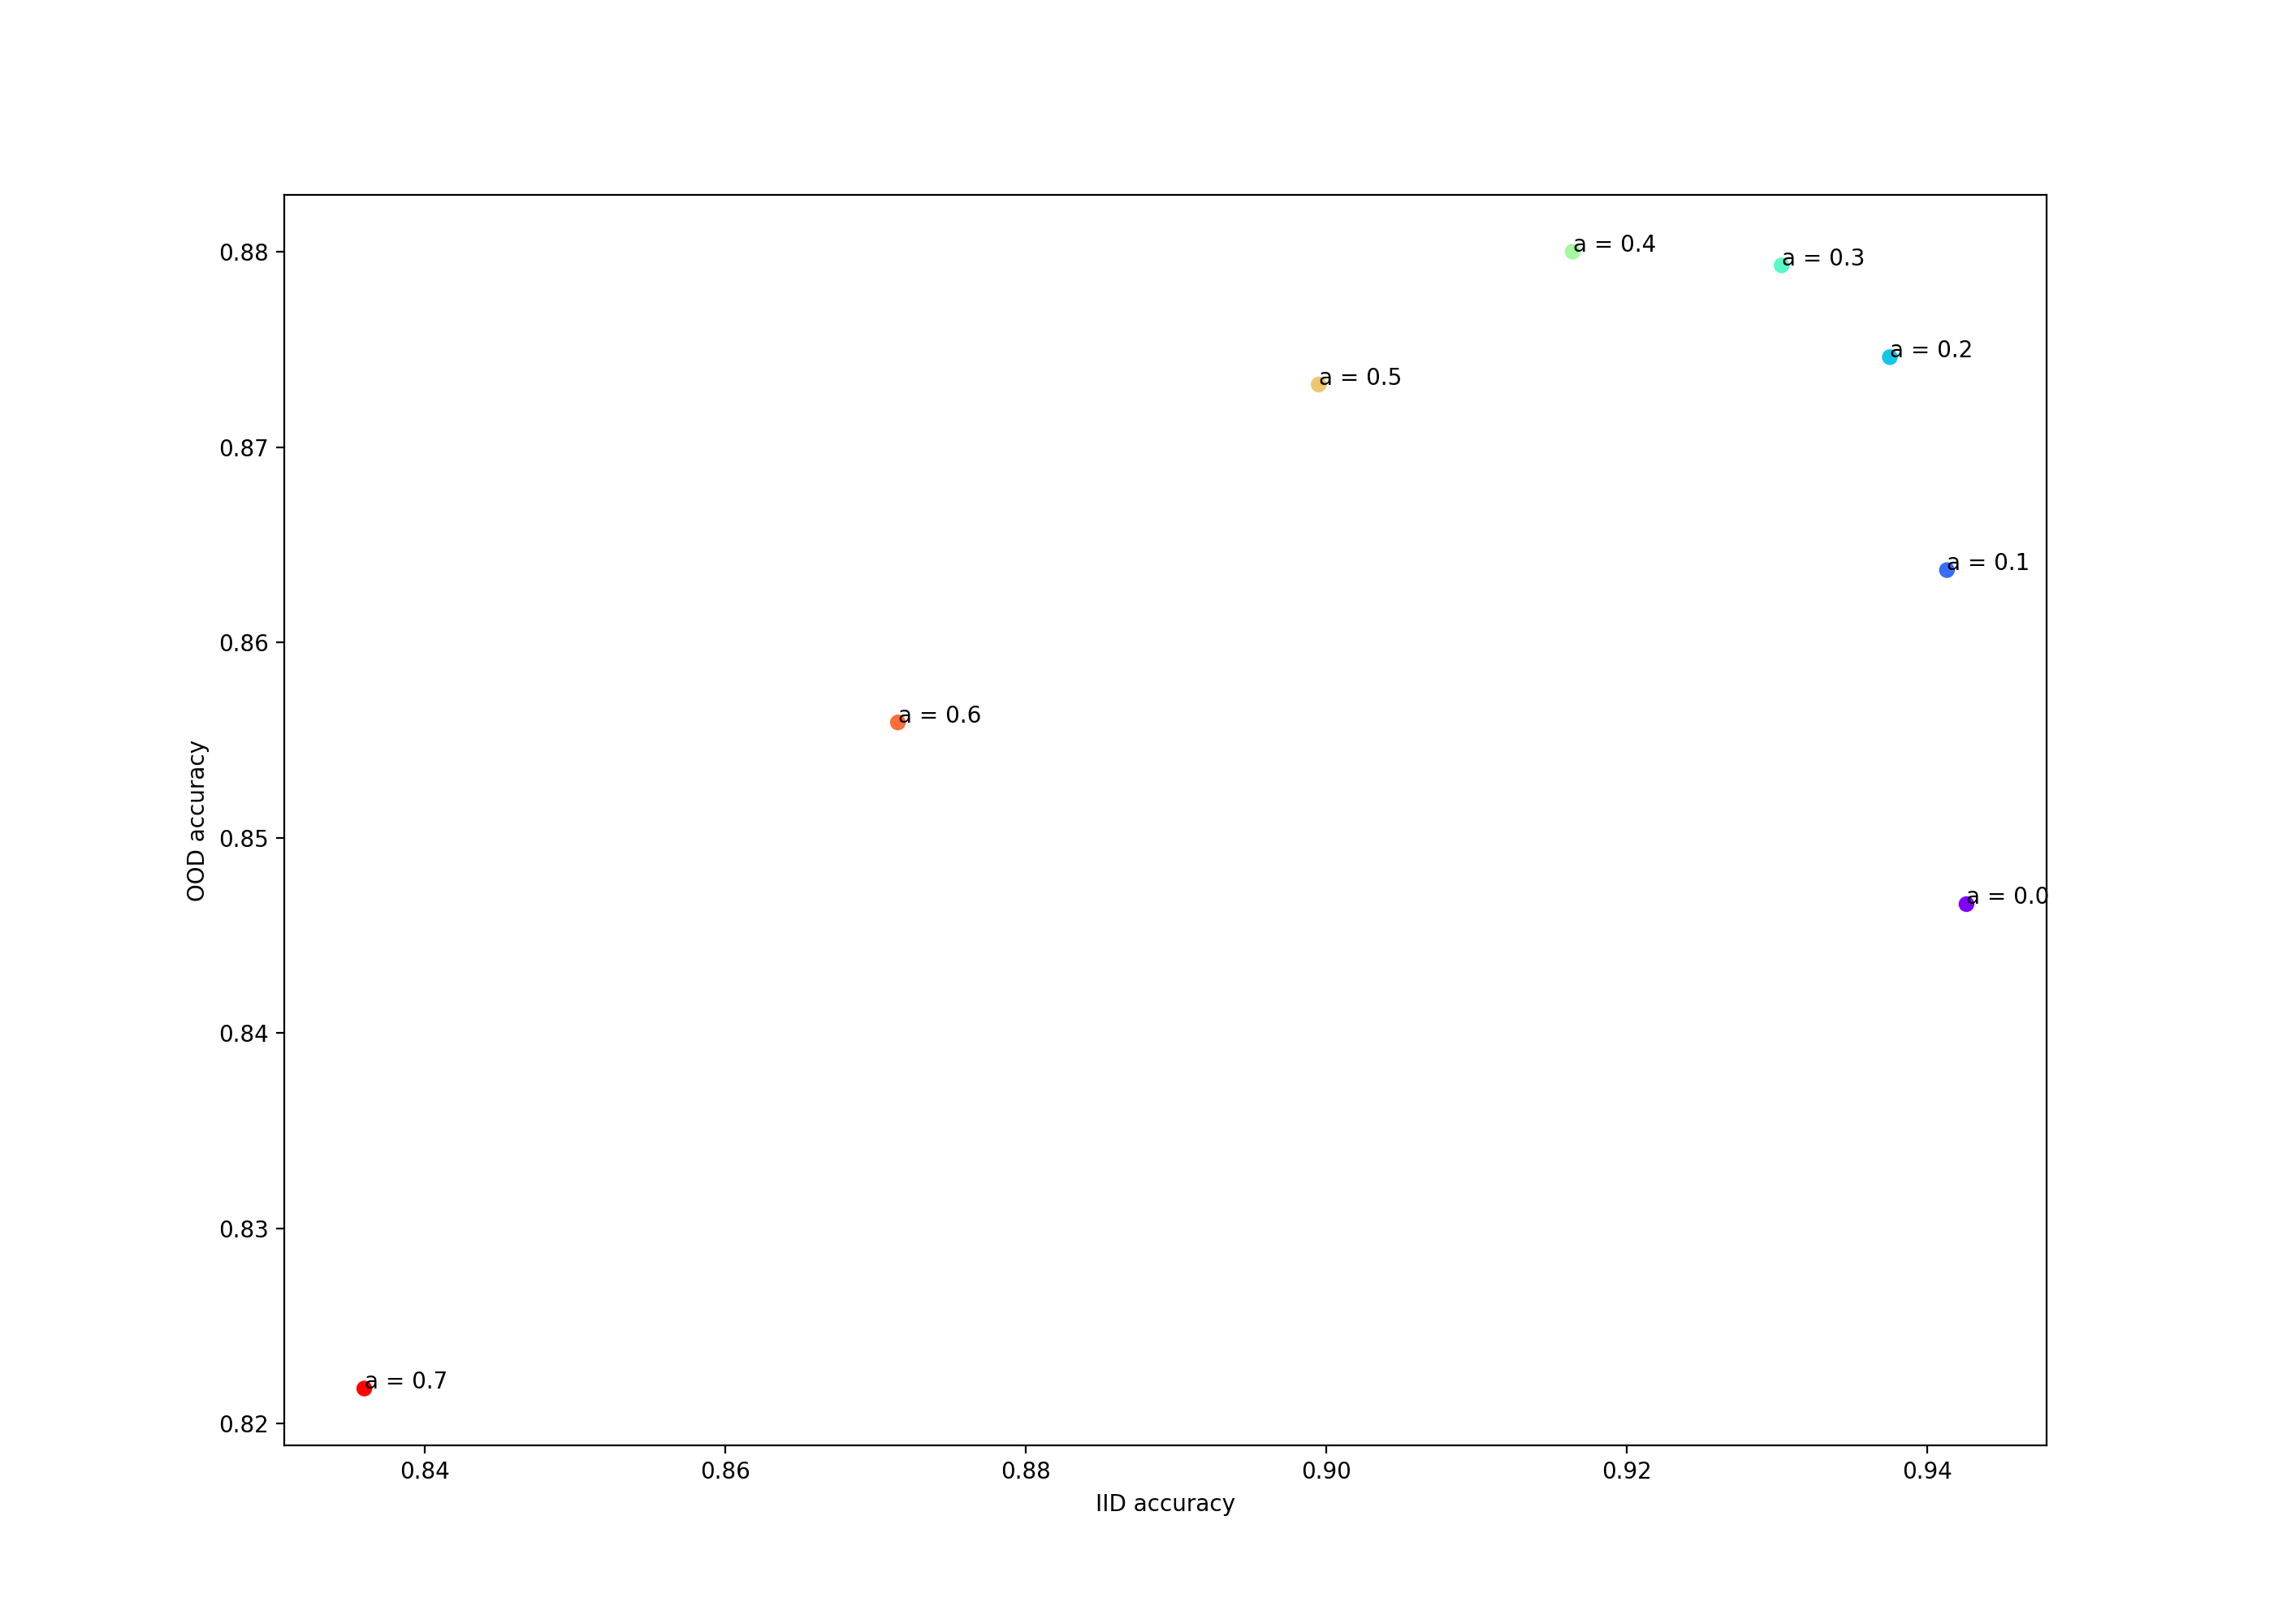 0.88
0.87
0.86
0.85
0.84
0.83
0.82
OOD accuracy
a = 0.4
a = 0.3
a = 0.2
a = 0.5
a = 0.1
a = 0.6
a = 0.0
a = 0.7
0.84 0.86 0.88 0.90 0.92 0.94
IID accuracy